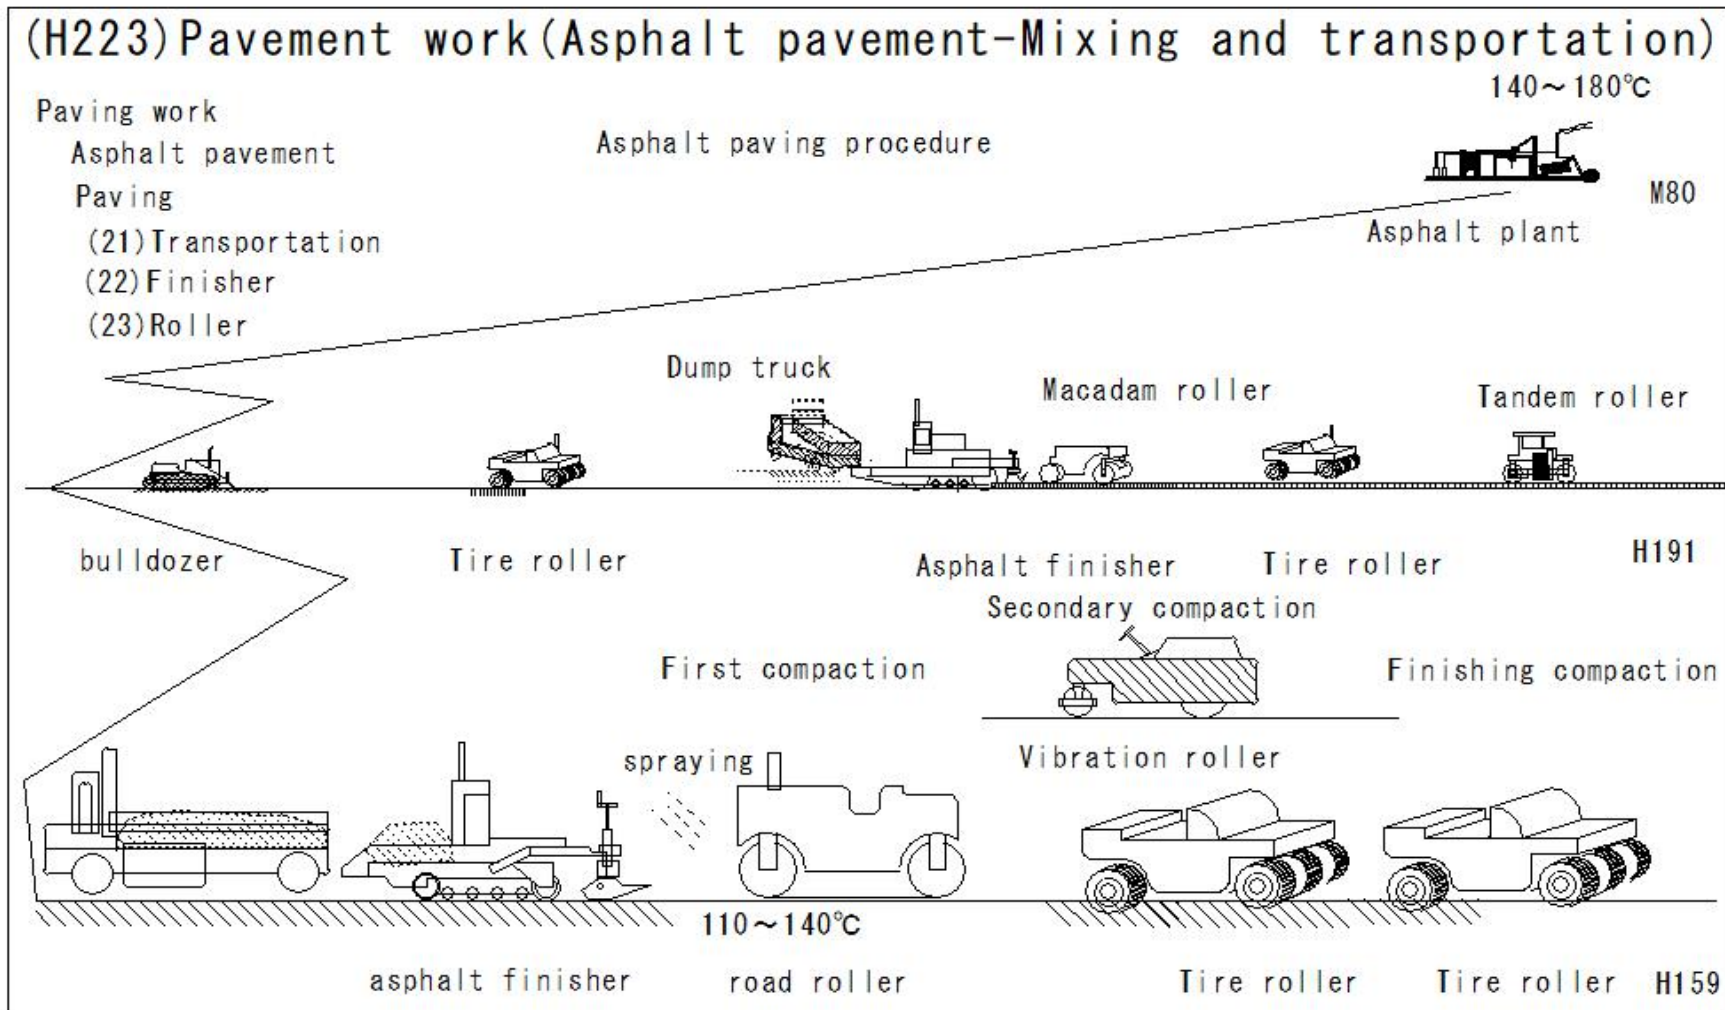 (H223)Pavement work(Asphalt pavement-Mixing and transportation)
140～180℃
Paving work
Asphalt pavement
Asphalt paving procedure
Paving
M80
(21)Transportation
Asphalt plant
(22)Finisher
(23)Roller
Dump truck
Macadam roller
Tandem roller
bulldozer
Tire roller
Asphalt finisher
Tire roller
H191
Secondary compaction
First compaction
Finishing compaction
spraying
Vibration roller
110～140℃
asphalt finisher
road roller
Tire roller
Tire roller
H159